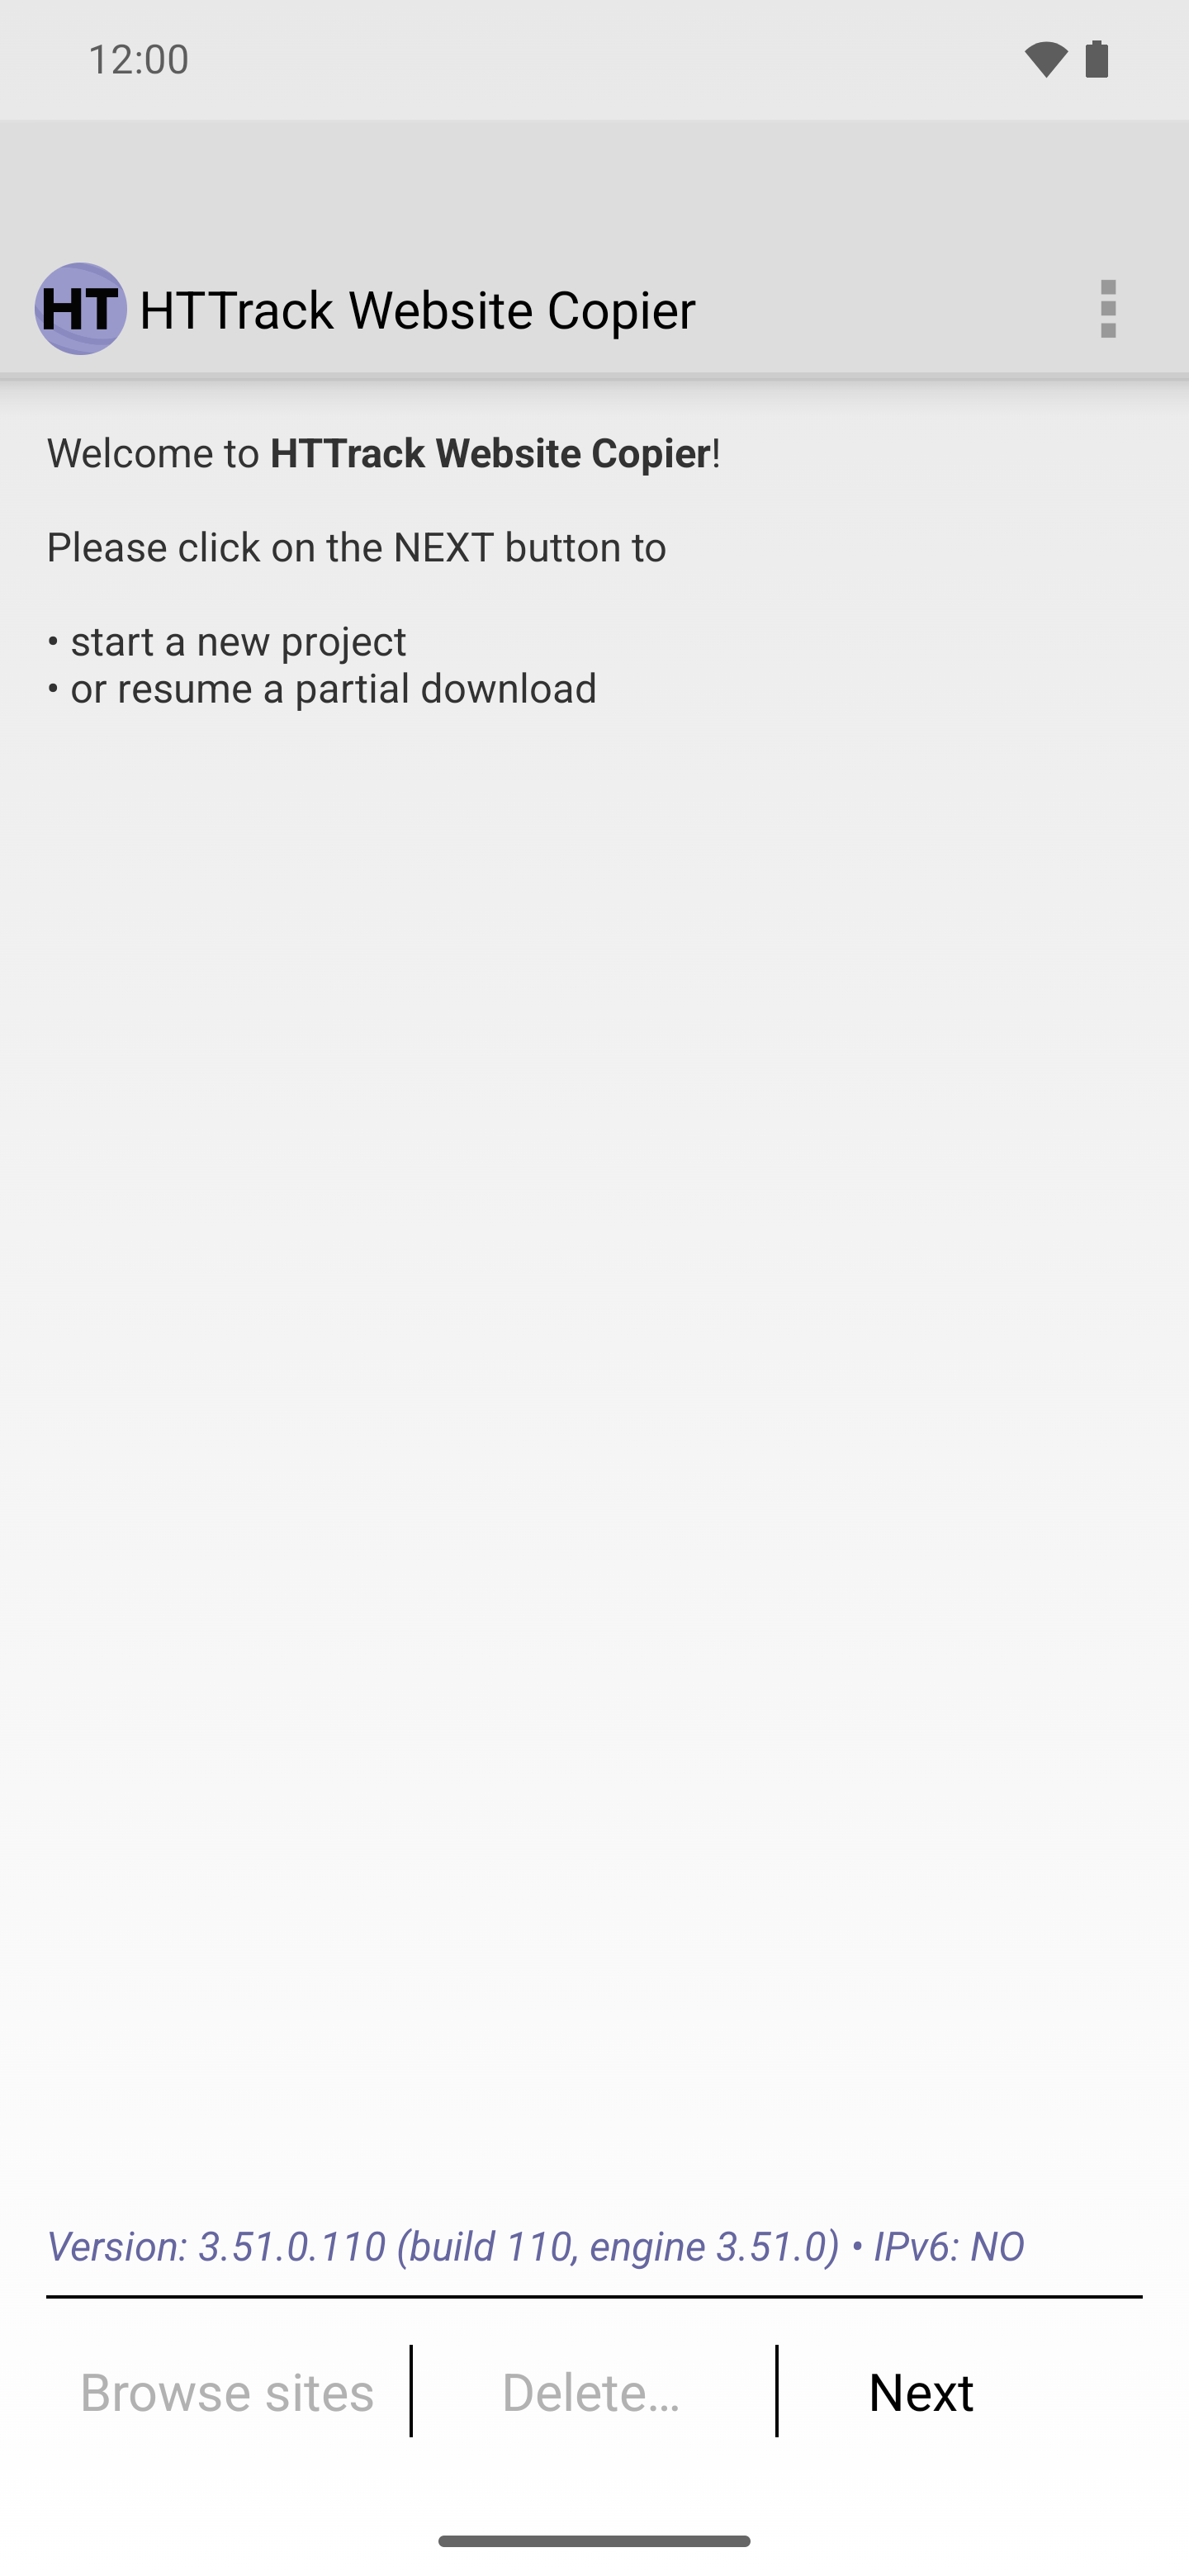 12:00
HT HTTrack Website Copier
Welcome to HTTrack Website Copier!
Please click on the NEXT button to
• start a new project
• or resume a partial download
Version: 3.51.0.110 (build 110, engine 3.51.0) • IPv6: NO
Browse sites
Delete…
Next